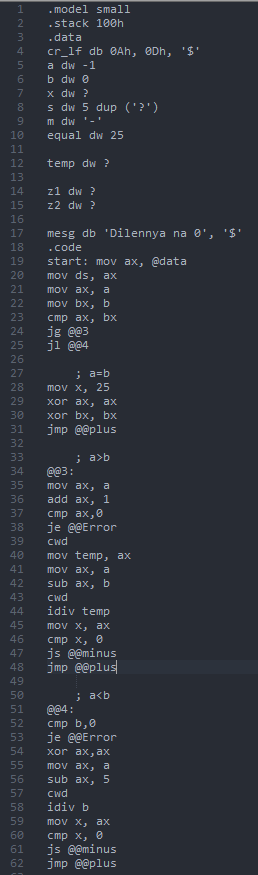 1 .model small
2 .stack 100h
3 .data
4 cr_lf db 0Ah, 0Dh, '$'
5 a dw -1
6 b dw 0
7 x dw ?
8 s dw 5 dup ('?')
9 m dw '-'
10 equal dw 25
11
12 temp dw ?
13
14 z1 dw ?
15 z2 dw ?
16
17 mesg db 'Dilennya na 0', '$'
18 .code
19 start: mov ax, @data
20 mov ds, ax
21 mov ax, a
22 mov bx, b
23 cmp ax, bx
24 jg @@3
25 jl @@4
26
27 ; a=b
28 mov x, 25
29 xor ax, ax
30 xor bx, bx
31 jmp @@plus
32
33 ; a>b
34 @@3:
35 mov ax, a
36 add ax, 1
37 cmp ax,0
38 je @@Error
39 cwd
40 mov temp, ax
41 mov ax, a
42 sub ax, b
43 cwd
44 idiv temp
45 mov x, ax
46 cmp x, 0
47 js @@minus
48 jmp @@plus
49
50 ; a<b
51 @@4:
52 cmp b,0
53 je @@Error
54 xor ax,ax
55 mov ax, a
56 sub ax, 5
57 cwd
58 idiv b
59 mov x, ax
60 cmp x, 0
61 js @@minus
62 jmp @@plus